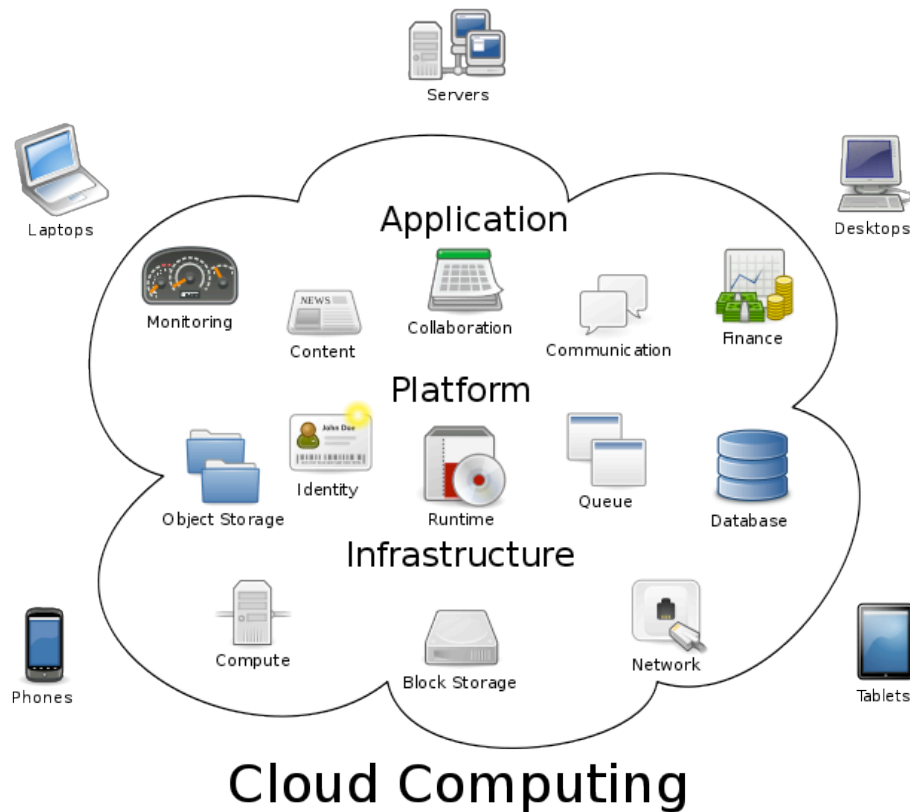 Servers
Laptops
Desktops
Application
Monitoring
NEWS
Content
Collaboration
Communication
Finance
Platform
John Doe
Object Storage
Identity
Runtime
Queue
Database
Infrastructure
Compute
Block Storage
Network
Phones
Tablets
Cloud Computing